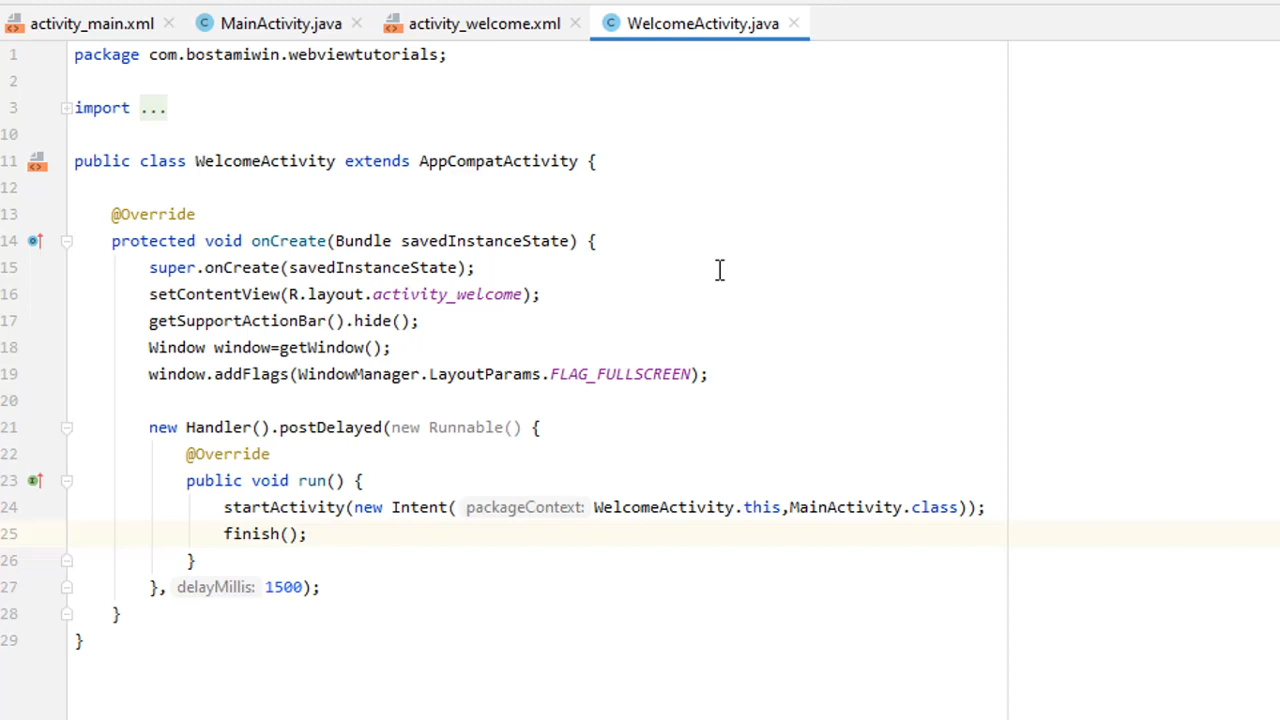 activity_main.xml MainActivity.java activity_welcome.xml WelcomeActivity.java
1 package com.bostamiwin.webviewtutorials;
2
3 import ...
10
11 public class WelcomeActivity extends AppCompatActivity {
12
13 @Override
14 protected void onCreate(Bundle savedInstanceState) {
15 super.onCreate(savedInstanceState);
16 setContentView(R.layout.activity_welcome);
17 getSupportActionBar().hide();
18 Window window=getWindow();
19 window.addFlags(WindowManager.LayoutParams.FLAG_FULLSCREEN);
20
21 new Handler().postDelayed(new Runnable() {
22 @Override
23 public void run() {
24 startActivity(new Intent( packageContext: WelcomeActivity.this,MainActivity.class));
25 finish();
26 }
27 }, delayMillis: 1500);
28 }
29 }